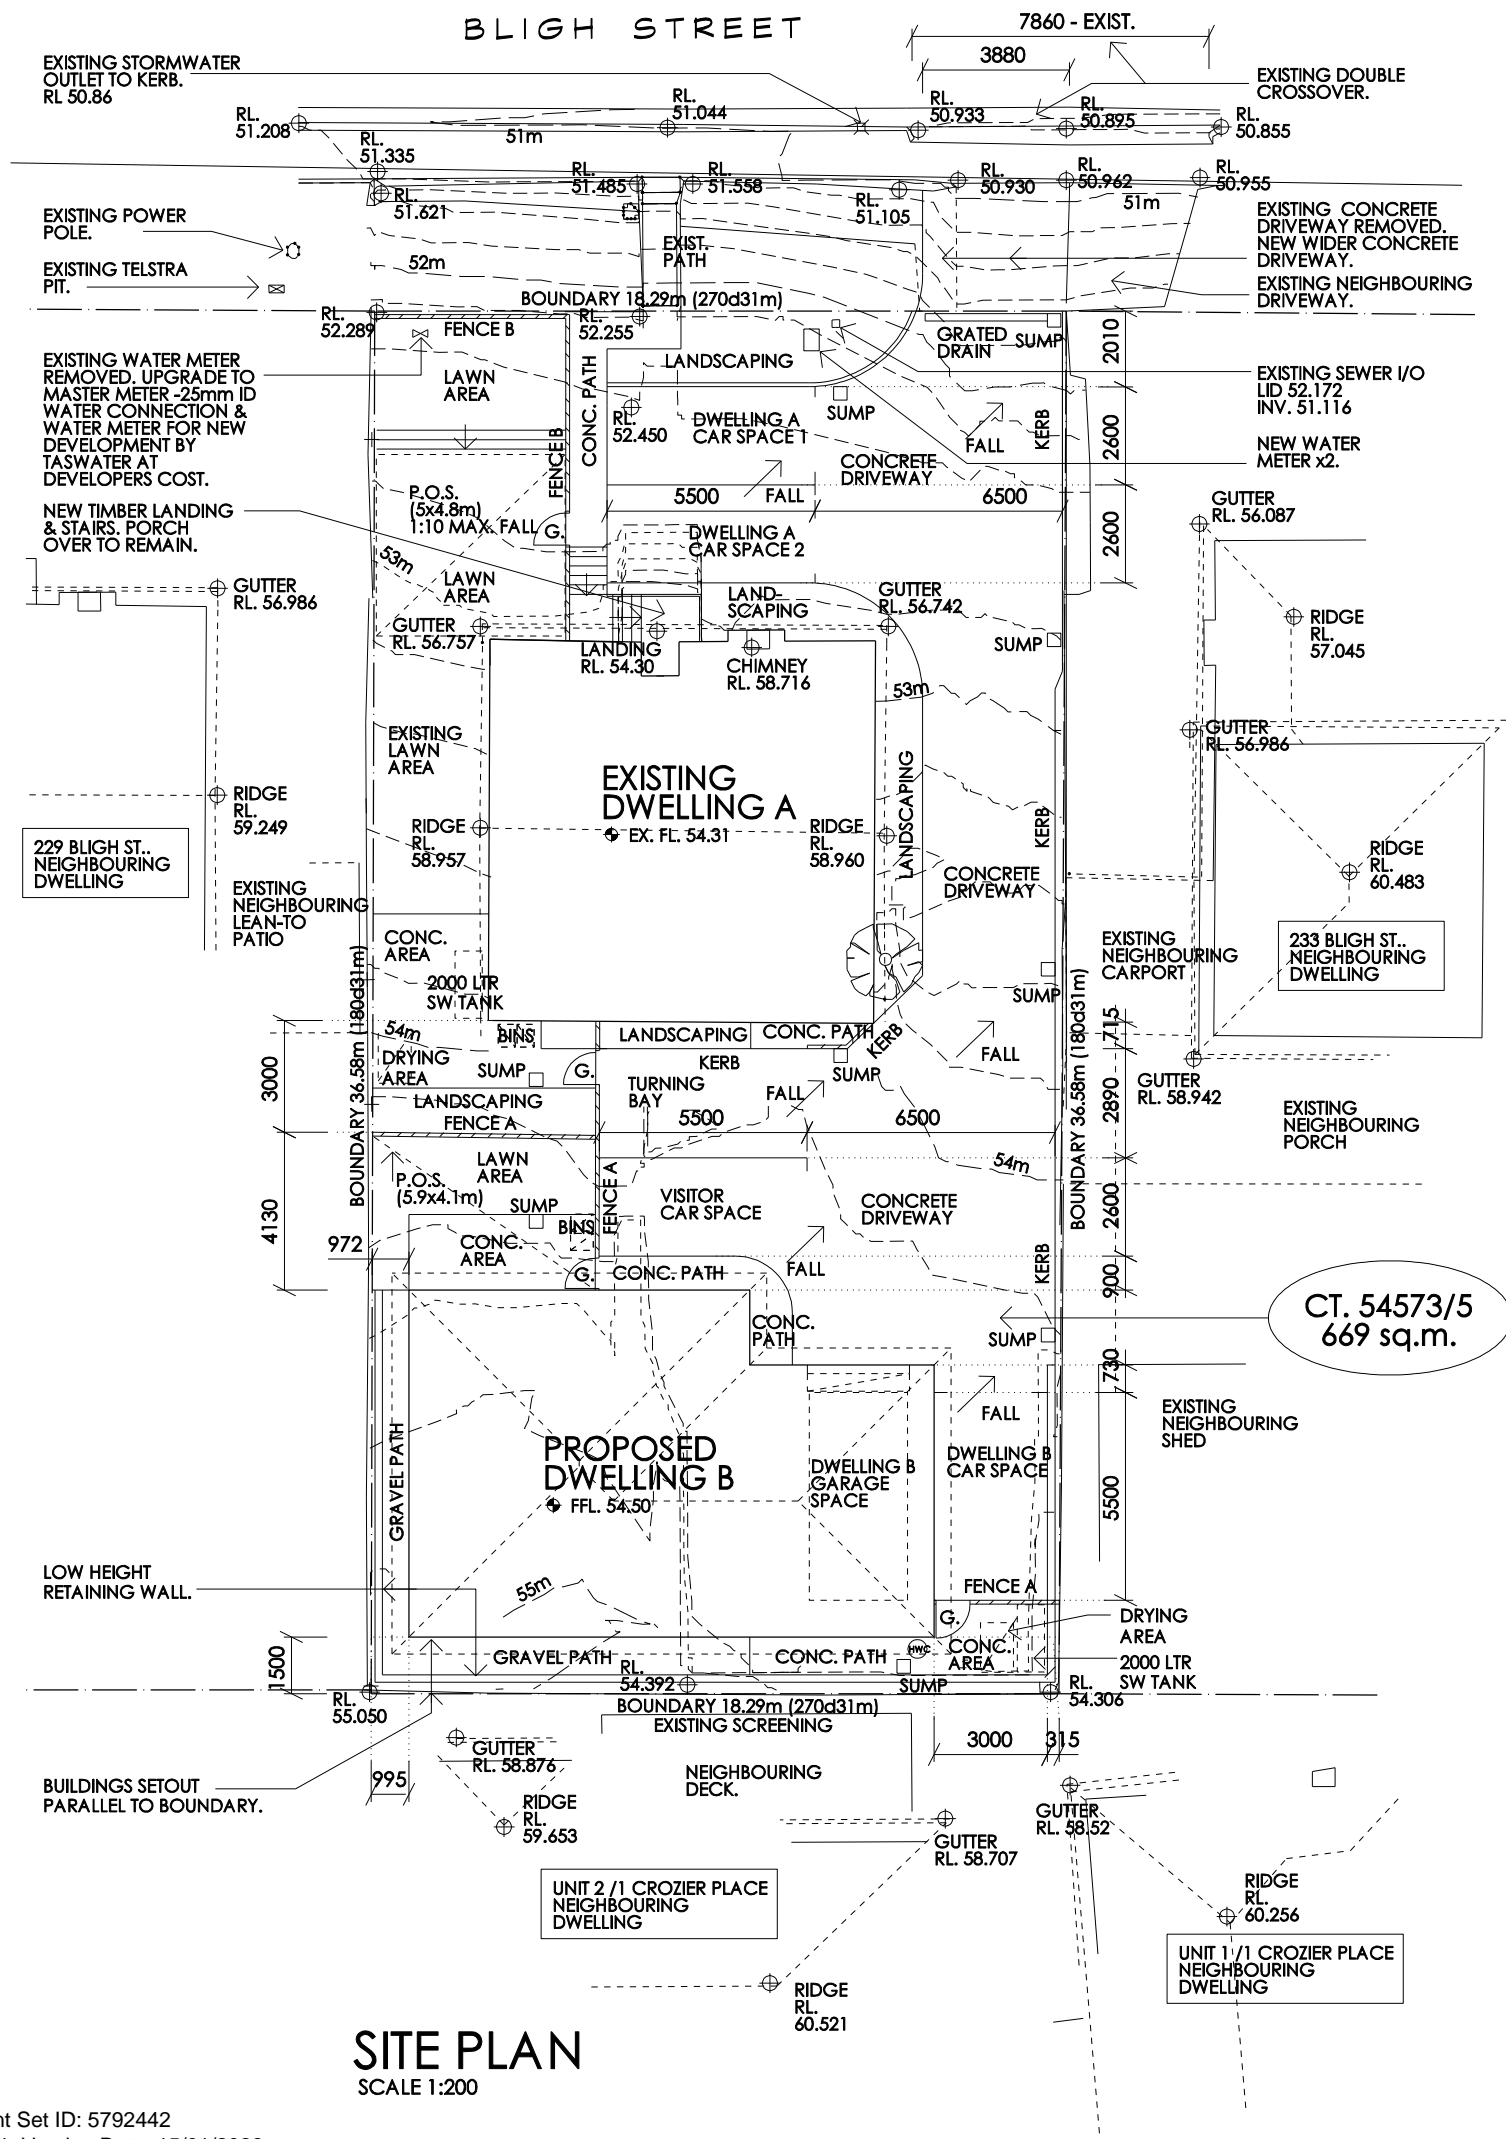 BLIGH STREET
7860 - EXIST.
3880
EXISTING STORMWATER
OUTLET TO KERB.
RL 50.86
EXISTING DOUBLE
CROSSOVER.
RL.
51.208
RL.
51.044
51m
RL.
50.933
RL.
50.895
RL.
50.855
RL.
51.335
RL.
51.485
RL.
51.558
RL.
50.930
RL.
50.962
RL.
50.955
RL.
51.621
RL.
51.105
51m
EXISTING POWER
POLE.
EXISTING TELSTRA
PIT.
52m
EXIST.
PATH
EXISTING CONCRETE
DRIVEWAY REMOVED.
NEW WIDER CONCRETE
DRIVEWAY.
EXISTING NEIGHBOURING
DRIVEWAY.
BOUNDARY 18.29m (270d31m)
RL.
52.289
FENCE B
RL.
52.255
GRATED
DRAIN
SUMP
2010
EXISTING WATER METER
REMOVED. UPGRADE TO
MASTER METER -25mm ID
WATER CONNECTION &
WATER METER FOR NEW
DEVELOPMENT BY
TASWATER AT
DEVELOPERS COST.
LAWN
AREA
CONC. PATH
LANDSCAPING
EXISTING SEWER I/O
LID 52.172
INV. 51.116
RL.
52.450
DWELLING A
CAR SPACE 1
SUMP
FALL
KERB
2600
NEW WATER
METER x2.
FENCE B
CONCRETE
DRIVEWAY
P.O.S.
(5x4.8m)
1:10 MAX. FALL
G.
5500
FALL
6500
NEW TIMBER LANDING
& STAIRS. PORCH
OVER TO REMAIN.
DWELLING A
CAR SPACE 2
2600
GUTTER
RL. 56.087
53m
LAWN
AREA
LAND-
SCAPING
GUTTER
RL. 56.742
GUTTER
RL. 56.986
GUTTER
RL. 56.757
LANDING
RL. 54.30
CHIMNEY
RL. 58.716
SUMP
RIDGE
RL.
57.045
53m
EXISTING
LAWN
AREA
GUTTER
RL. 56.986
EXISTING
DWELLING A
EX. FL. 54.31
LANDSCAPING
KERB
RIDGE
RL.
59.249
RIDGE
RL.
58.957
RIDGE
RL.
58.960
229 BLIGH ST..
NEIGHBOURING
DWELLING
RIDGE
RL.
60.483
EXISTING
NEIGHBOURING
LEAN-TO
PATIO
CONCRETE
DRIVEWAY
CONC.
AREA
2000 LTR
SW TANK
EXISTING
NEIGHBOURING
CARPORT
233 BLIGH ST..
NEIGHBOURING
DWELLING
SUMP
BOUNDARY 36.58m (180d31m)
BOUNDARY 36.58m (180d31m)
54m
BINS
LANDSCAPING
CONC. PATH
KERB
715
3000
DRYING
AREA
SUMP
G.
KERB
SUMP
FALL
GUTTER
RL. 58.942
LANDSCAPING
FENCE A
TURNING
BAY
FALL
2890
5500
6500
EXISTING
NEIGHBOURING
PORCH
LAWN
AREA
54m
P.O.S.
(5.9x4.1m)
SUMP
FENCE A
VISITOR
CAR SPACE
CONCRETE
DRIVEWAY
2600
4130
BINS
972
CONC.
AREA
G.
CONC. PATH
FALL
KERB
900
CONC.
PATH
SUMP
CT. 54573/5
669 sq.m.
730
FALL
EXISTING
NEIGHBOURING
SHED
GRAVEL PATH
PROPOSED
DWELLING B
FFL. 54.50
DWELLING B
GARAGE
SPACE
DWELLING B
CAR SPACE
5500
LOW HEIGHT
RETAINING WALL.
55m
FENCE A
G.
DRYING
AREA
1500
GRAVEL PATH
CONC. PATH
HWC
CONC.
AREA
2000 LTR
SW TANK
RL.
54.392
SUMP
RL.
55.050
RL.
54.306
BOUNDARY 18.29m (270d31m)
EXISTING SCREENING
3000
315
GUTTER
RL. 58.876
BUILDINGS SETOUT
PARALLEL TO BOUNDARY.
995
NEIGHBOURING
DECK.
RIDGE
RL.
59.653
GUTTER
RL. 58.52
GUTTER
RL. 58.707
UNIT 2 /1 CROZIER PLACE
NEIGHBOURING
DWELLING
RIDGE
RL.
60.256
UNIT 1 /1 CROZIER PLACE
NEIGHBOURING
DWELLING
RIDGE
RL.
60.521
SITE PLAN
SCALE 1:200
nt Set ID: 5792442